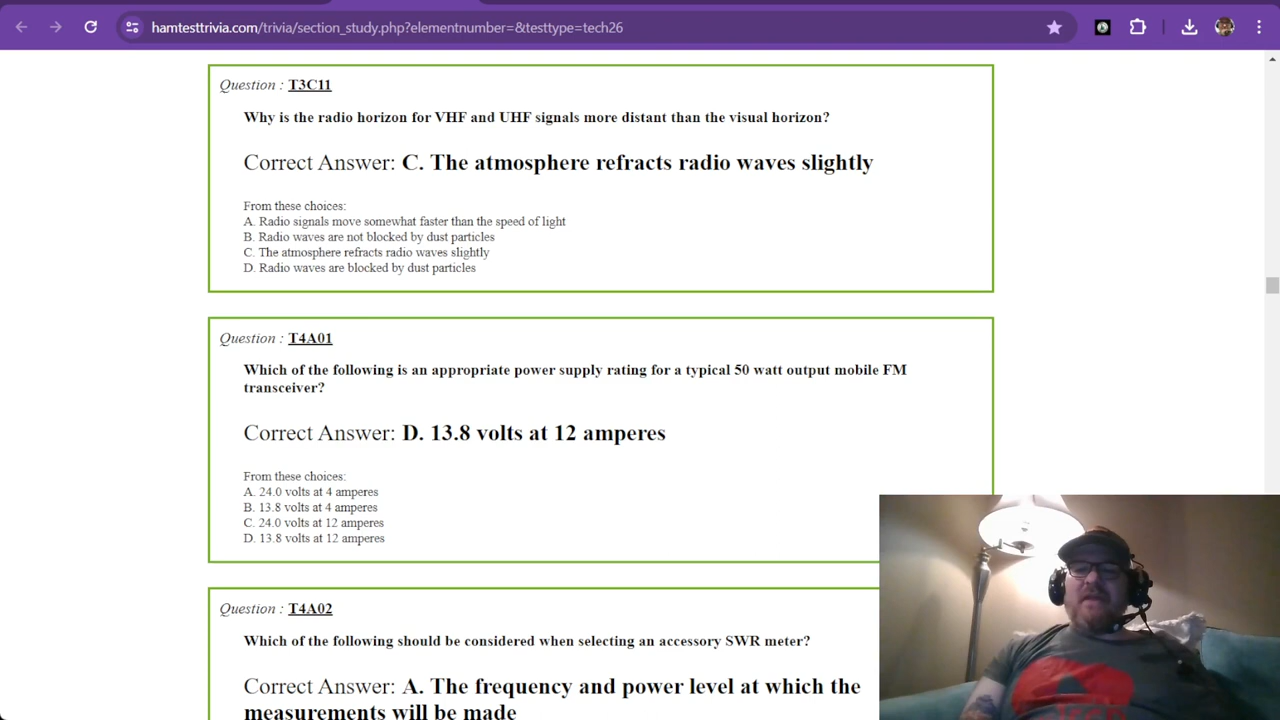 hamtesttrivia.com/trivia/section_study.php?elementnumber=&testtype=tech26
Question : T3C11
Why is the radio horizon for VHF and UHF signals more distant than the visual horizon?
Correct Answer: C. The atmosphere refracts radio waves slightly
From these choices:
A. Radio signals move somewhat faster than the speed of light
B. Radio waves are not blocked by dust particles
C. The atmosphere refracts radio waves slightly
D. Radio waves are blocked by dust particles
Question : T4A01
Which of the following is an appropriate power supply rating for a typical 50 watt output mobile FM
transceiver?
Correct Answer: D. 13.8 volts at 12 amperes
From these choices:
A. 24.0 volts at 4 amperes
B. 13.8 volts at 4 amperes
C. 24.0 volts at 12 amperes
D. 13.8 volts at 12 amperes
Question : T4A02
Which of the following should be considered when selecting an accessory SWR meter?
Correct Answer: A. The frequency and power level at which the
measurements will be made